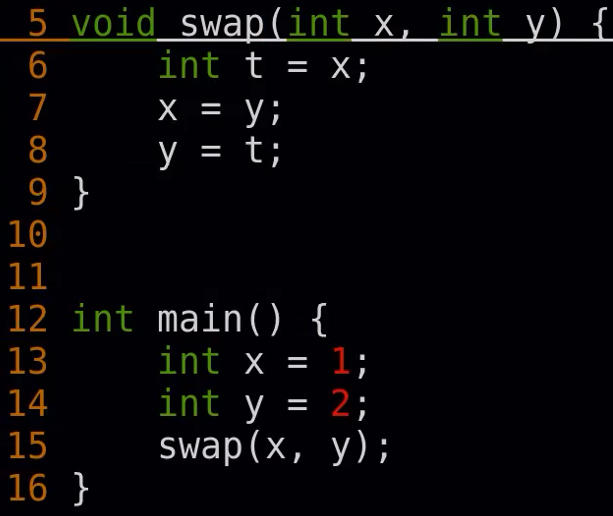 5 void swap(int x, int y) {
6     int t = x;
7     x = y;
8     y = t;
9 }
10
11
12 int main() {
13     int x = 1;
14     int y = 2;
15     swap(x, y);
16 }